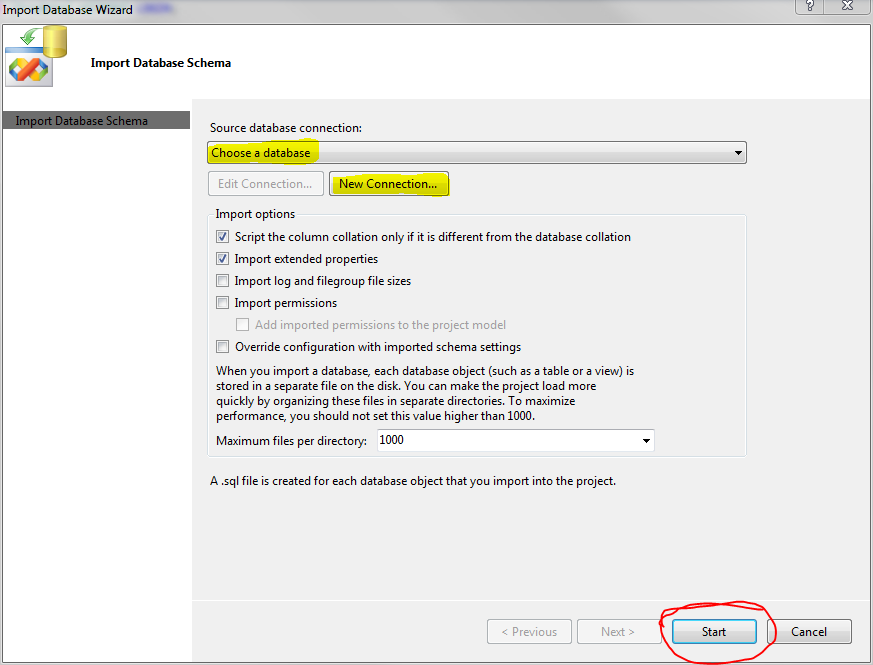 Import Database Wizard
Import Database Schema
Import Database Schema
Source database connection:
Choose a database
Edit Connection... New Connection...
Import options
Script the column collation only if it is different from the database collation
Import extended properties
Import log and filegroup file sizes
Import permissions
Add imported permissions to the project model
Override configuration with imported schema settings
When you import a database, each database object (such as a table or a view) is
stored in a separate file on the disk. You can make the project load more
quickly by organizing these files in separate directories. To maximize
performance, you should not set this value higher than 1000.
Maximum files per directory: 1000
A .sql file is created for each database object that you import into the project.
< Previous Next > Start Cancel